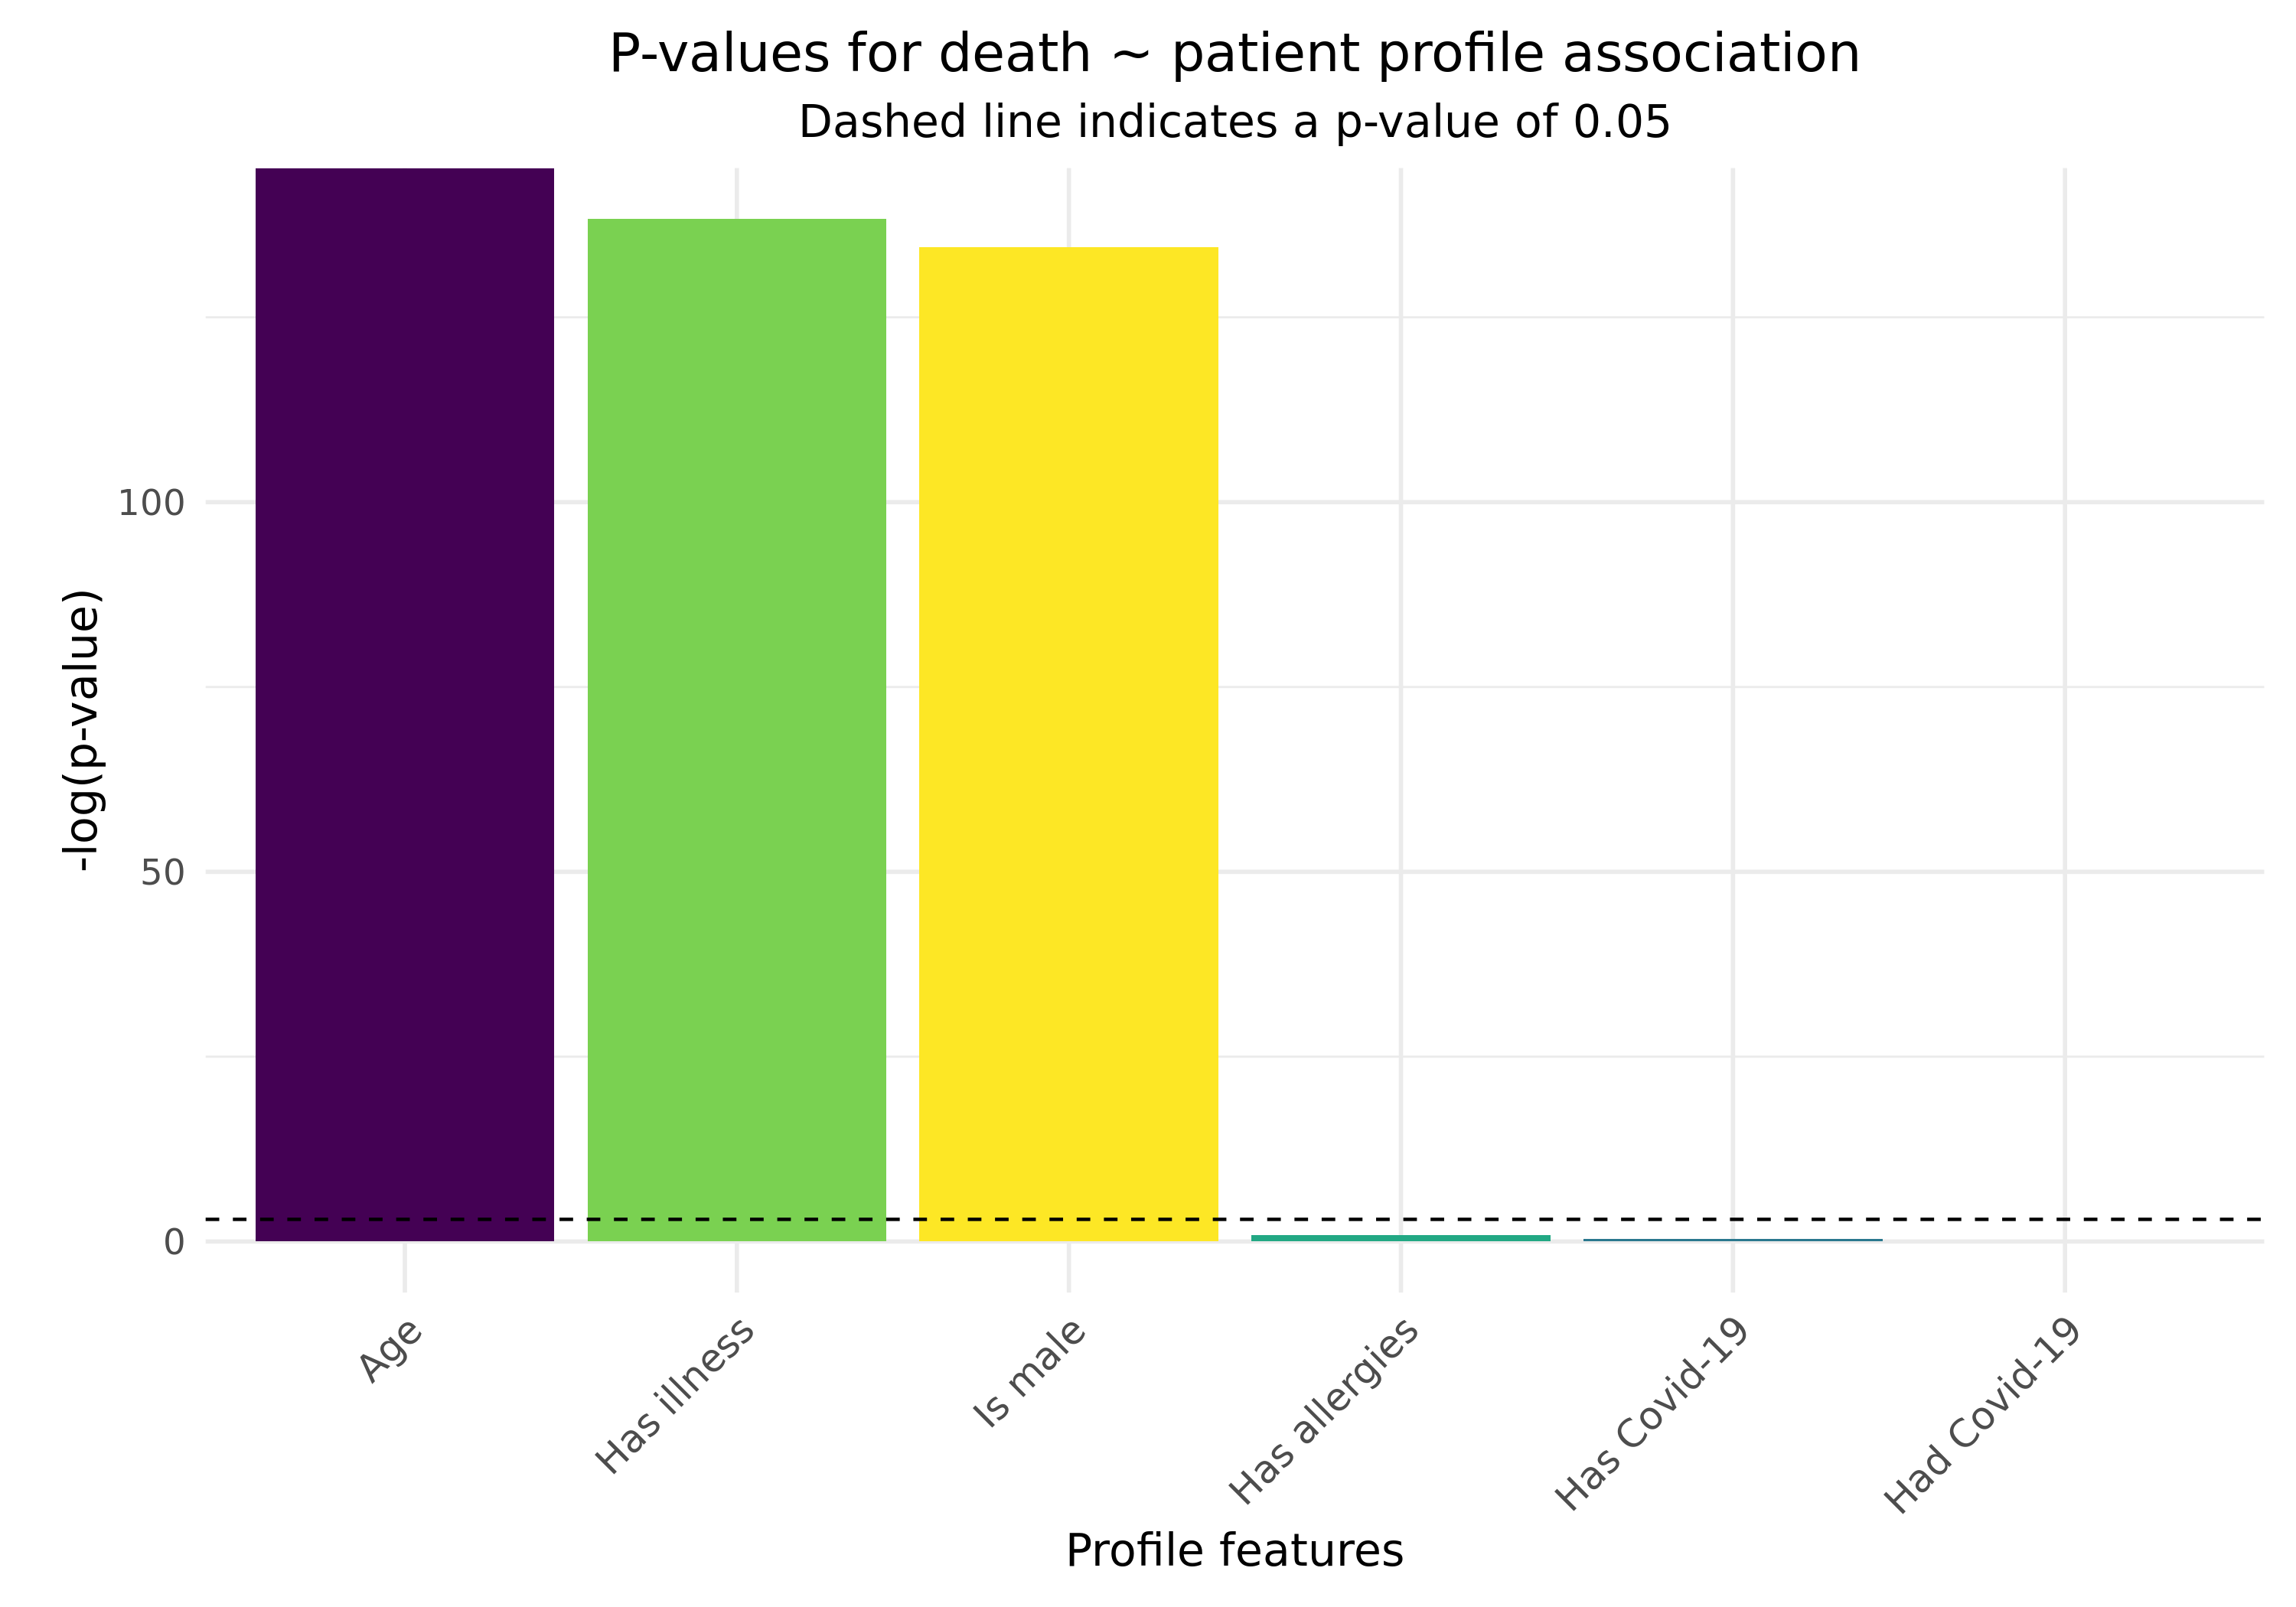 P-values for death ~ patient profile association
Dashed line indicates a p-value of 0.05
-log(p-value)
100
50
0
Age
Has illness
Is male
Has allergies
Has Covid-19
Had Covid-19
Profile features